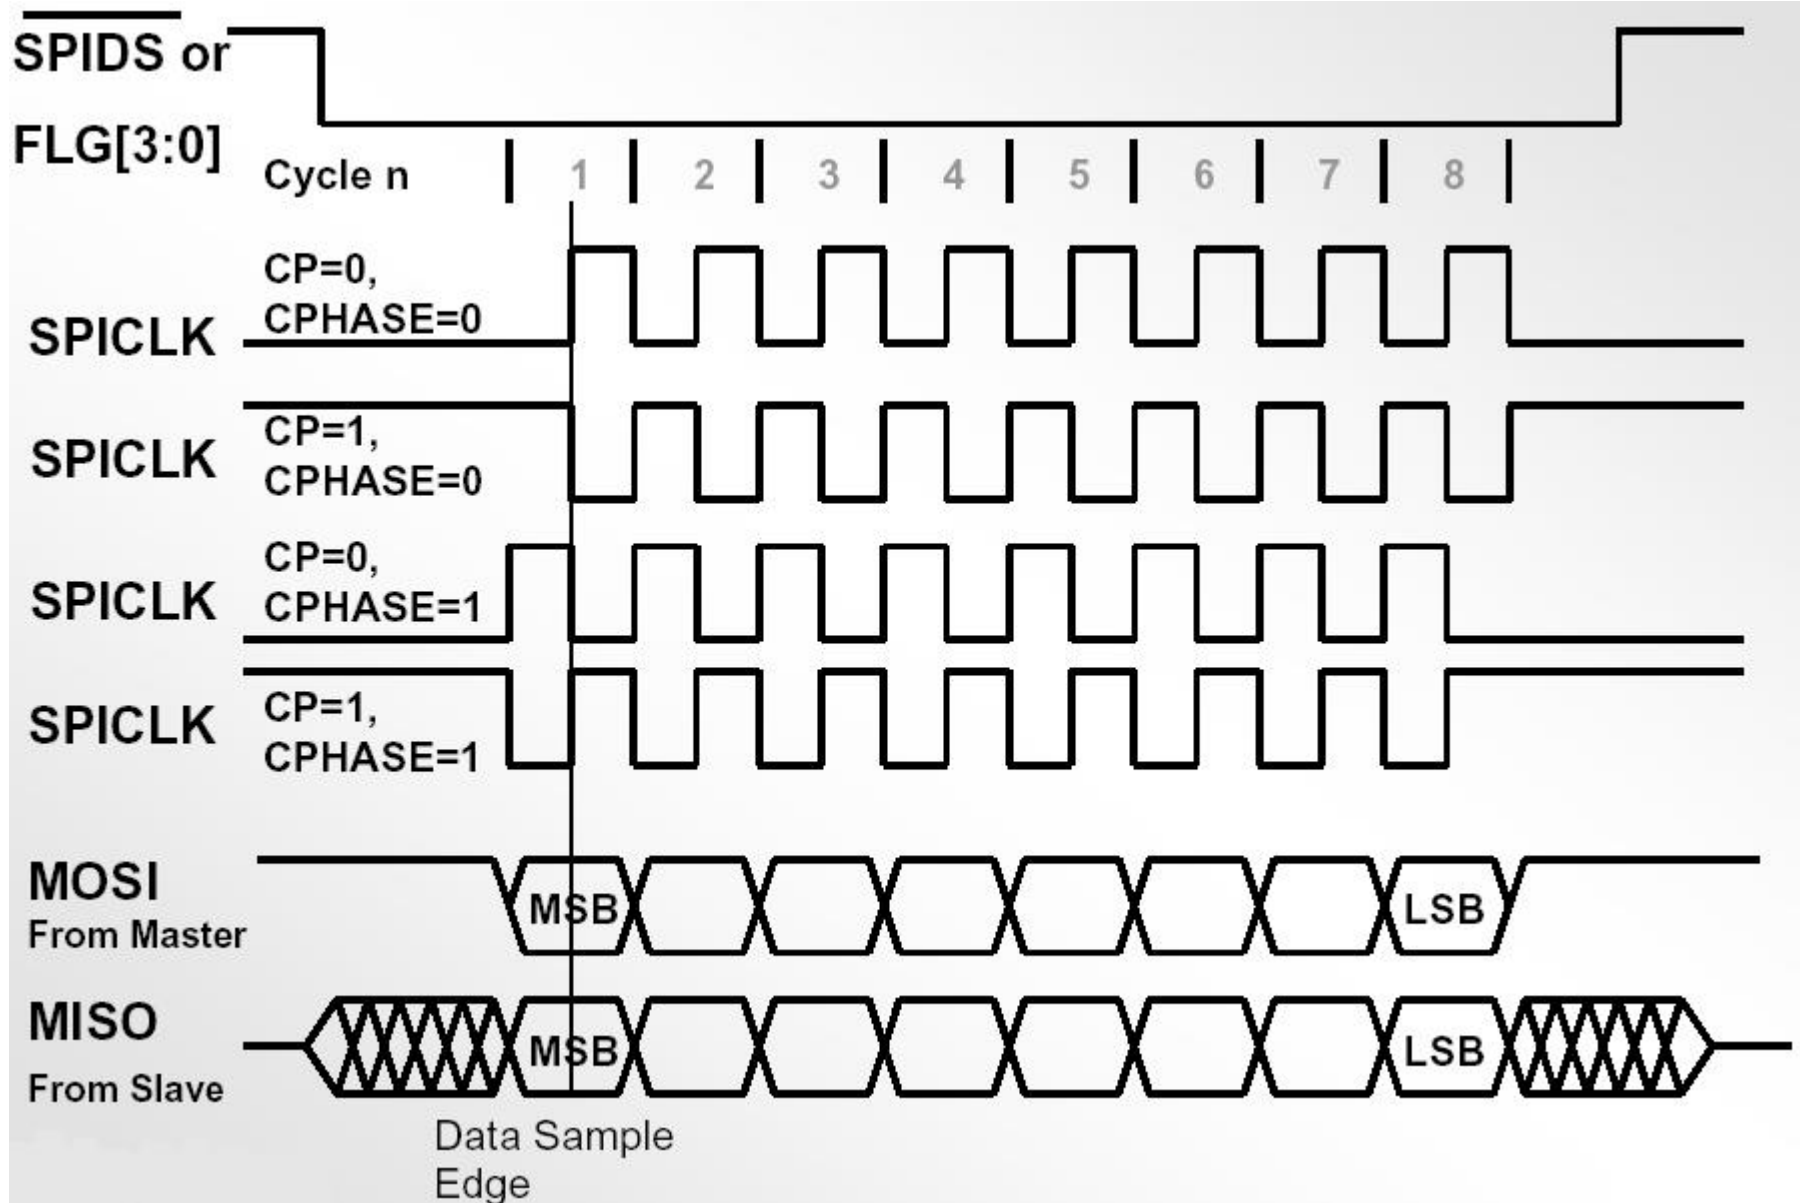 SPIDS or
FLG[3:0]
Cycle n 1 2 3 4 5 6 7 8
CP=0,
CPHASE=0
SPICLK
CP=1,
CPHASE=0
SPICLK
CP=0,
CPHASE=1
SPICLK
CP=1,
CPHASE=1
SPICLK
MOSI
From Master
MSB LSB
MISO
From Slave
MSB LSB
Data Sample
Edge